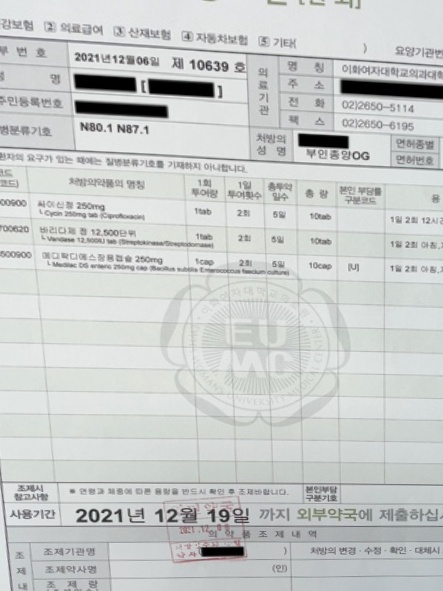 강보험 ② 의료급여 ③ 산재보험 ④ 자동차보험 ⑤ 기타( ) 요양기관번
부 번 호 2021년12월06일 제 10639 호
의료기관 명 칭 이화여자대학교의과대학
성 명 [ ] 주 소
주민등록번호 전 화 02)2650-5114
팩 스 02)2650-6195
병분류기호 N80.1 N87.1 처방의 성 명 부인종양OG 면허종별 면허번호
환자의 요구가 있는 때에는 질병분류기호를 기재하지 아니합니다.
코드 처방의약품의 명칭 1회 투여량 1일 투여횟수 총투약 일수 총 량 본인 부담률 구분코드 용
00900 싸이신정 250mg 1tab 2회 5일 10tab 1일 2회 12시간
Cycin 250mg tab (Ciprofloxacin)
700620 바리다제 정 12,500단위 1tab 2회 5일 10tab 1일 2회 아침,
Varidase 12,500IU tab (Streptokinase/Streptodornase)
500900 메디락디에스장용캡슐 250mg 1cap 2회 5일 10cap [U] 1일 2회 아침,
Medilac DS enteric 250mg cap (Bacillus subtilis Enterococcus faecium culture)
EU
MC
조제시 참고사항 ※ 연령과 체중에 따른 용량을 반드시 확인 후 조제바랍니다. 본인부담 구분기호
사용기간 2021년 12월 19일 까지 외부약국에 제출하십시
의 약 품 조 제 내 역
조제기관명 ) 처방의 변경·수정·확인·대체시
조제약사명 (인)
조 제 량